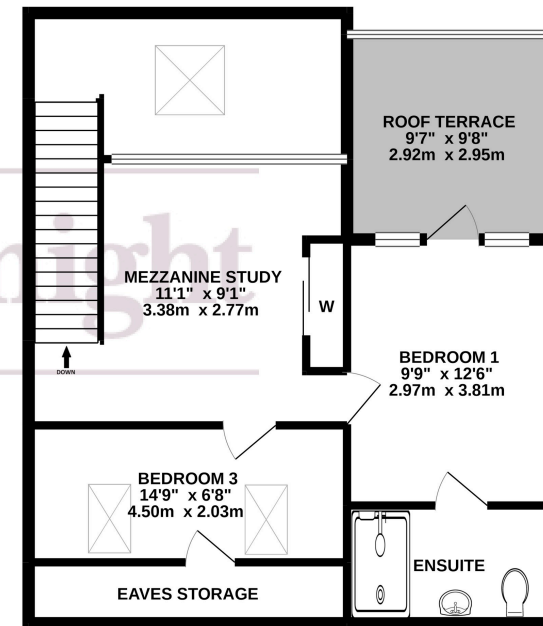 ROOF TERRACE
9'7" x 9'8"
2.92m x 2.95m
MEZZANINE STUDY
11'1" x 9'1"
3.38m x 2.77m
W
DOWN
BEDROOM 1
9'9" x 12'6"
2.97m x 3.81m
BEDROOM 3
14'9" x 6'8"
4.50m x 2.03m
ENSUITE
EAVES STORAGE